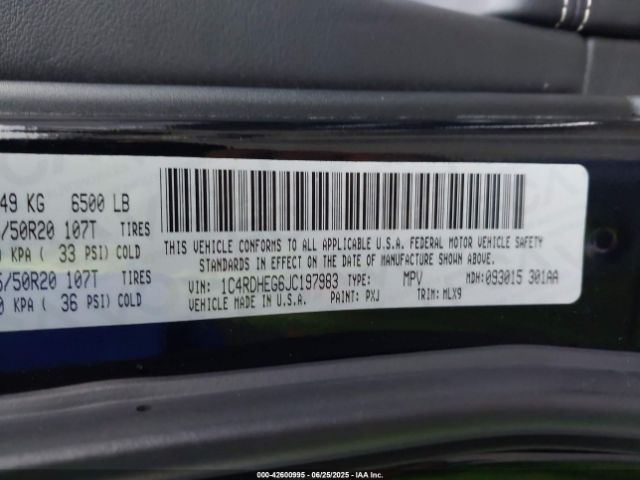 49 KG 6500 LB
/50R20 107T TIRES
KPA ( 33 PSI) COLD
/50R20 107T TIRES
0 KPA ( 36 PSI) COLD
THIS VEHICLE CONFORMS TO ALL APPLICABLE U.S.A. FEDERAL MOTOR VEHICLE SAFETY
STANDARDS IN EFFECT ON THE DATE OF MANUFACTURE SHOWN ABOVE.
VIN: 1C4RDHEG6JC197983 TYPE: MPV MDH: 093015 301AA
VEHICLE MADE IN U.S.A. PAINT: PXJ TRIM: MLX9
000-42600995 - 06/25/2025 - IAAI.COM